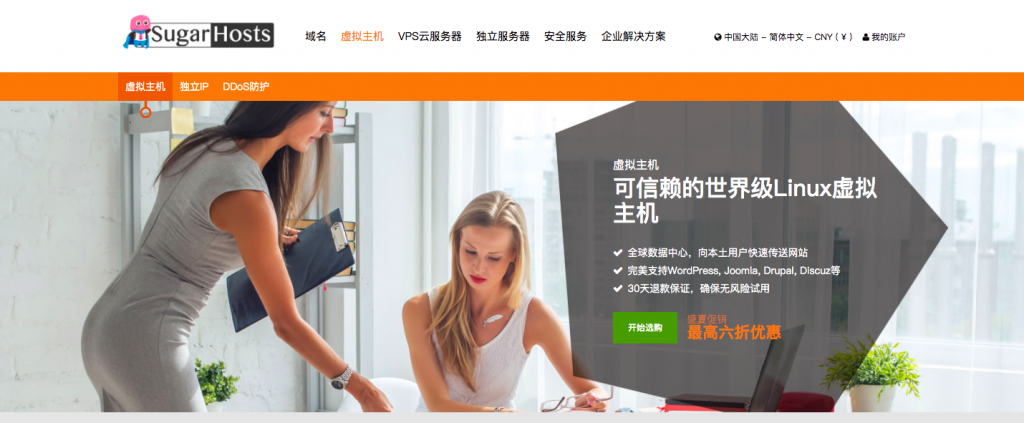 SugarHosts
域名 虚拟主机 VPS云服务器 独立服务器 安全服务 企业解决方案
中国大陆 – 简体中文 – CNY ( ¥ ) 我的账户
虚拟主机 独立IP DDoS防护
虚拟主机
可信赖的世界级Linux虚拟
主机
全球数据中心，向本土用户快速传送网站
完美支持WordPress, Joomla, Drupal, Discuz等
30天退款保证，确保无风险试用
开始选购
盛夏促销
最高六折优惠